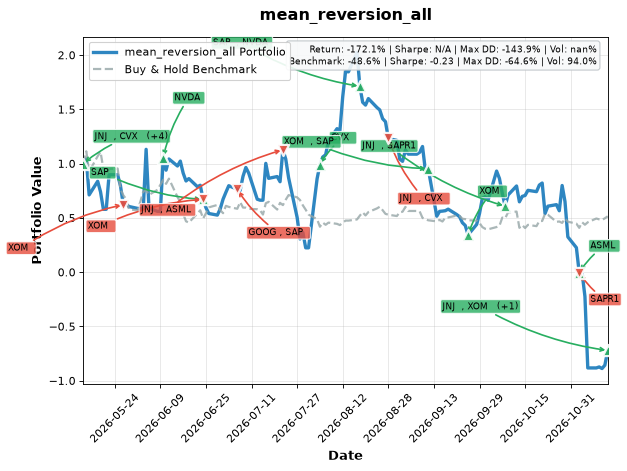 mean_reversion_all
SAP , NVDA
mean_reversion_all Portfolio
Buy & Hold Benchmark
Return: -172.1% | Sharpe: N/A | Max DD: -143.9% | Vol: nan%
Benchmark: -48.6% | Sharpe: -0.23 | Max DD: -64.6% | Vol: 94.0%
NVDA
JNJ , CVX (+4)
JNJ , SAP
CVX
SAPR1
SAP
XOM
JNJ , CVX
XOM
JNJ , ASML
XOM
GOOG , SAP
ASML
SAPR1
JNJ , XOM (+1)
Portfolio Value
2.0
1.5
1.0
0.5
0.0
−0.5
−1.0
2026-05-24
2026-06-09
2026-06-25
2026-07-11
2026-07-27
2026-08-12
2026-08-28
2026-09-13
2026-09-29
2026-10-15
2026-10-31
Date